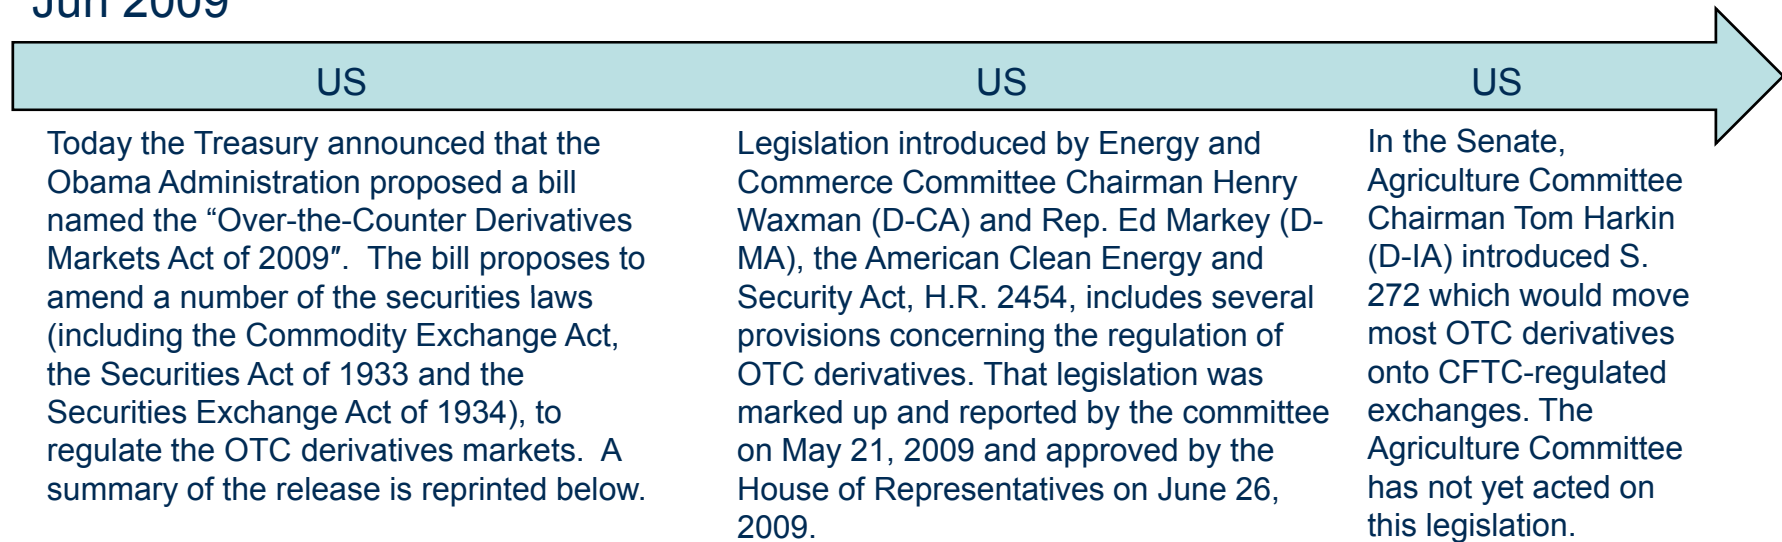 Jun 2009
US
US
US
Today the Treasury announced that the
Obama Administration proposed a bill
named the “Over-the-Counter Derivatives
Markets Act of 2009″.  The bill proposes to
amend a number of the securities laws
(including the Commodity Exchange Act,
the Securities Act of 1933 and the
Securities Exchange Act of 1934), to
regulate the OTC derivatives markets.  A
summary of the release is reprinted below.
Legislation introduced by Energy and
Commerce Committee Chairman Henry
Waxman (D-CA) and Rep. Ed Markey (D-
MA), the American Clean Energy and
Security Act, H.R. 2454, includes several
provisions concerning the regulation of
OTC derivatives. That legislation was
marked up and reported by the committee
on May 21, 2009 and approved by the
House of Representatives on June 26,
2009.
In the Senate,
Agriculture Committee
Chairman Tom Harkin
(D-IA) introduced S.
272 which would move
most OTC derivatives
onto CFTC-regulated
exchanges. The
Agriculture Committee
has not yet acted on
this legislation.